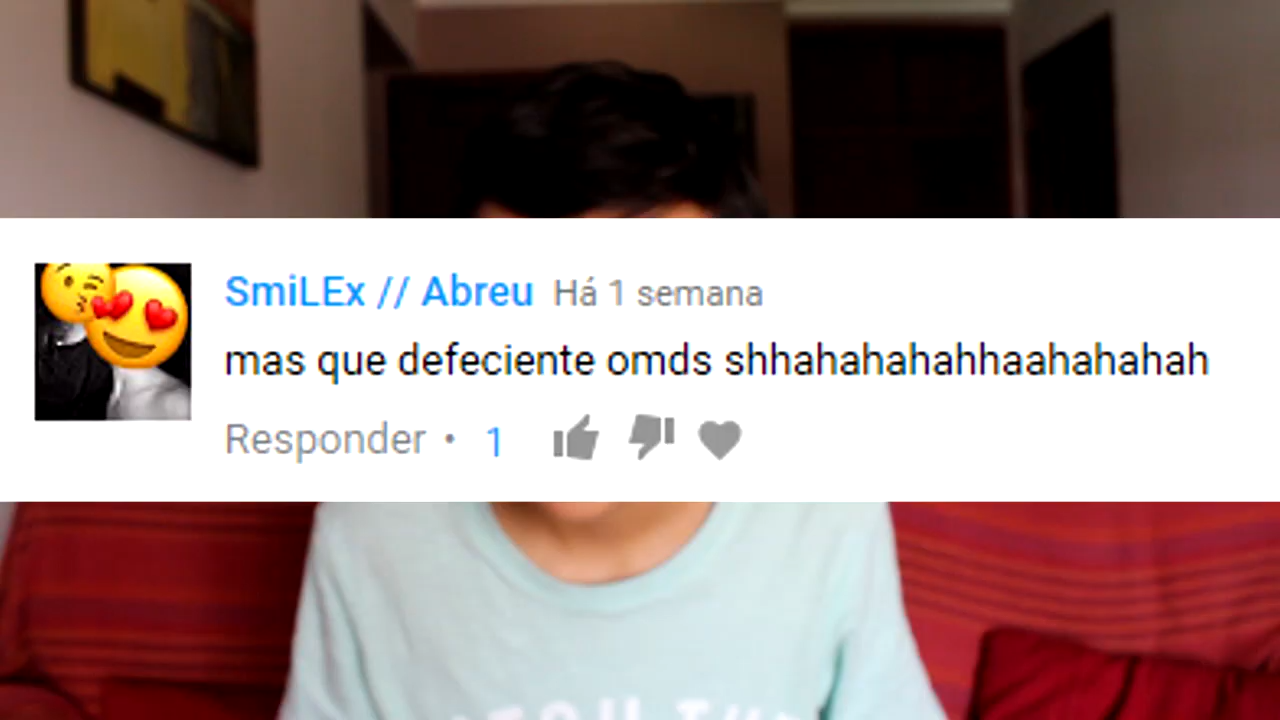 SmiLEx // Abreu Há 1 semana
mas que defeciente omds shhahahahahhaahahahah
Responder • 1